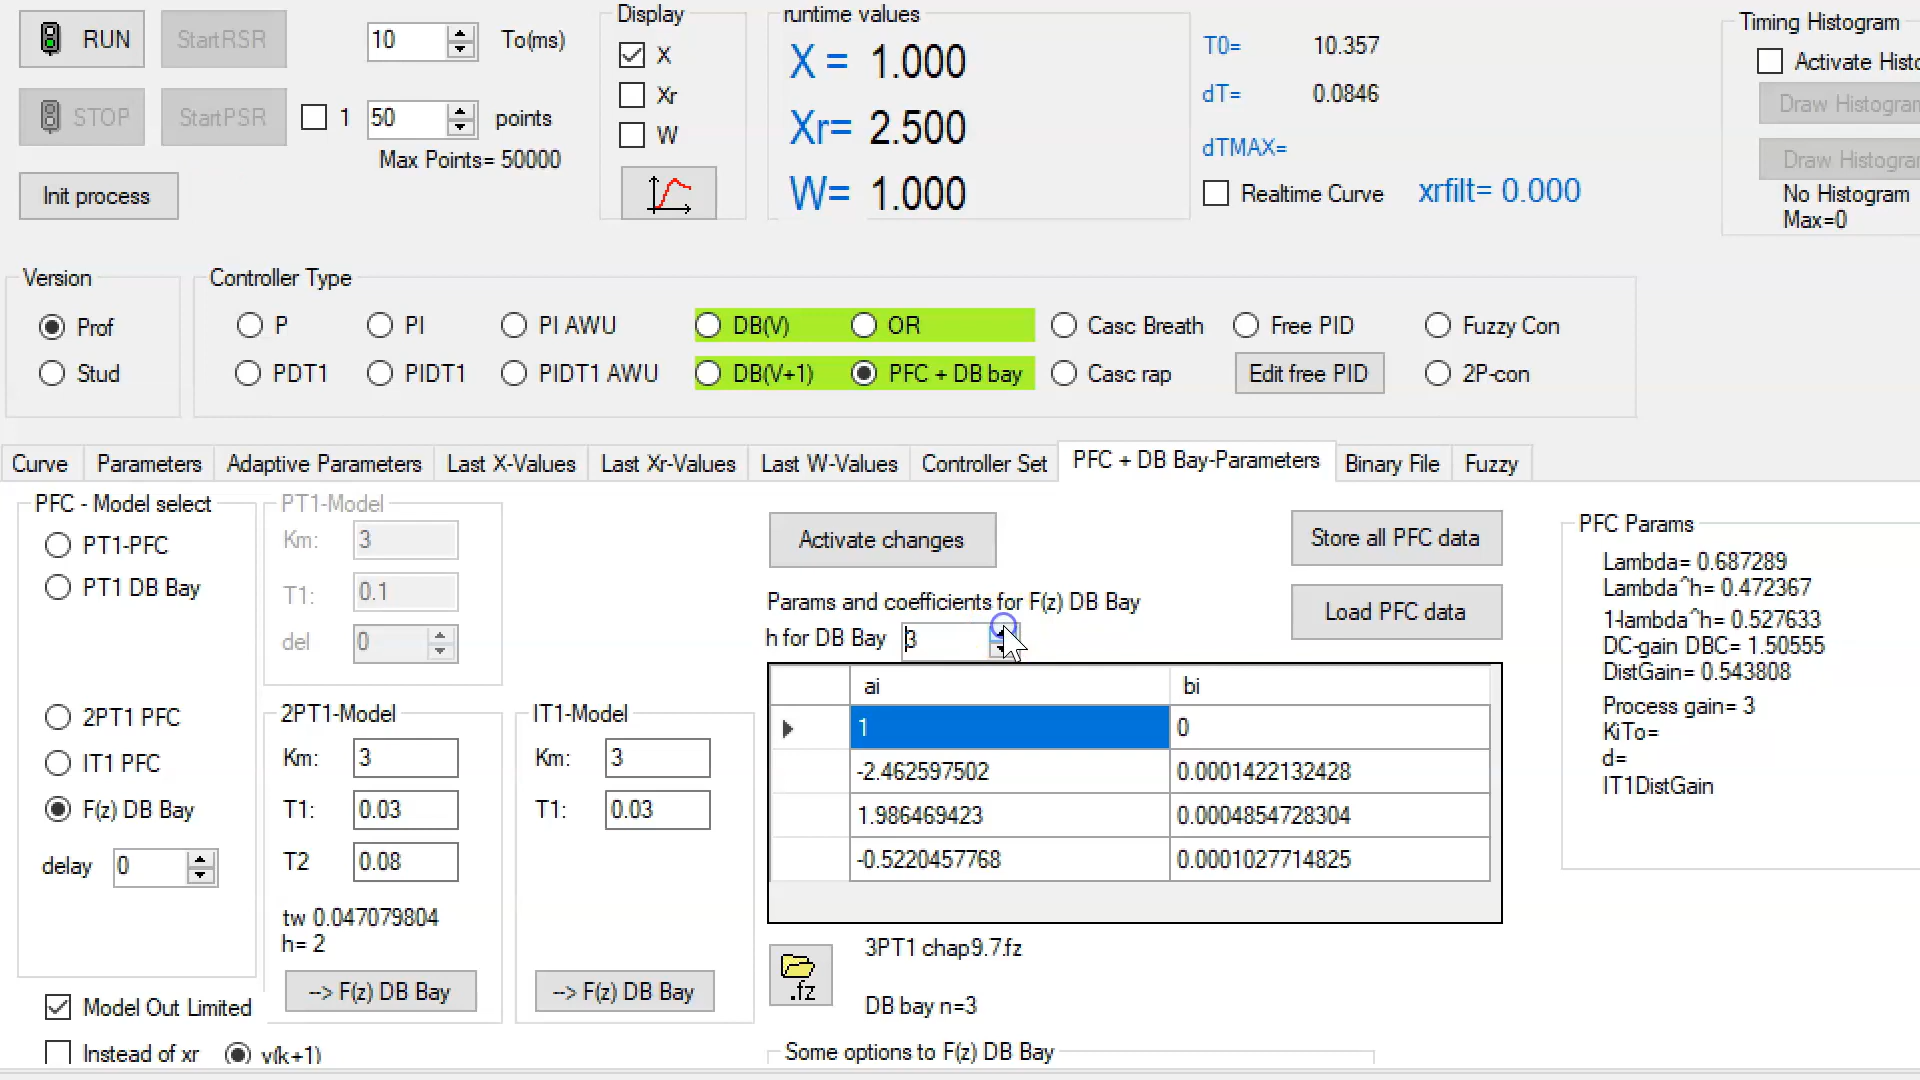 RUN
StartRSR
10
To(ms)
STOP
StartPSR
1
50
points
Max Points= 50000
Init process
Display
X
Xr
W
runtime values
X = 1.000
Xr= 2.500
W= 1.000
T0= 10.357
dT= 0.0846
dTMAX=
Realtime Curve
xrfilt= 0.000
Timing Histogram
Activate Histo
Draw Histogram
Draw Histogram
No Histogram
Max=0
Version
Prof
Stud
Controller Type
P
PI
PI AWU
DB(V)
OR
Casc Breath
Free PID
Fuzzy Con
PDT1
PIDT1
PIDT1 AWU
DB(V+1)
PFC + DB bay
Casc rap
Edit free PID
2P-con
Curve
Parameters
Adaptive Parameters
Last X-Values
Last Xr-Values
Last W-Values
Controller Set
PFC + DB Bay-Parameters
Binary File
Fuzzy
PFC - Model select
PT1-PFC
PT1 DB Bay
2PT1 PFC
IT1 PFC
F(z) DB Bay
delay 0
Model Out Limited
Instead of xr
y(k+1)
PT1-Model
Km: 3
T1: 0.1
del 0
2PT1-Model
Km: 3
T1: 0.03
T2 0.08
tw 0.047079804
h= 2
--> F(z) DB Bay
IT1-Model
Km: 3
T1: 0.03
--> F(z) DB Bay
Activate changes
Store all PFC data
Load PFC data
Params and coefficients for F(z) DB Bay
h for DB Bay 3
ai bi
1 0
-2.462597502 0.0001422132428
1.986469423 0.0004854728304
-0.5220457768 0.0001027714825
.fz
3PT1 chap9.7.fz
DB bay n=3
Some options to F(z) DB Bay
PFC Params
Lambda= 0.687289
Lambda^h= 0.472367
1-lambda^h= 0.527633
DC-gain DBC= 1.50555
DistGain= 0.543808
Process gain= 3
KiTo=
d=
IT1DistGain